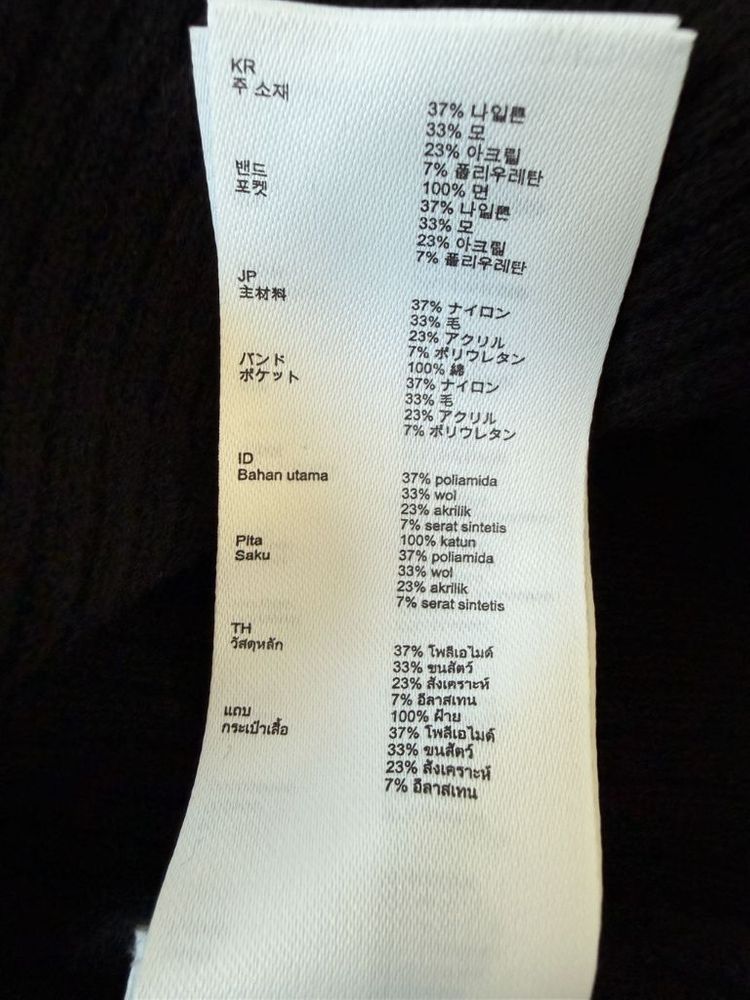 KR
주 소재
37% 나일론
33% 모
23% 아크릴
7% 폴리우레탄
밴드
100% 면
포켓
37% 나일론
33% 모
23% 아크릴
7% 폴리우레탄
JP
主材料
37% ナイロン
33% 毛
23% アクリル
7% ポリウレタン
バンド
100% 綿
ポケット
37% ナイロン
33% 毛
23% アクリル
7% ポリウレタン
ID
Bahan utama
37% poliamida
33% wol
23% akrilik
7% serat sintetis
Pita
100% katun
Saku
37% poliamida
33% wol
23% akrilik
7% serat sintetis
TH
วัสดุหลัก
37% โพลีเอไมด์
33% ขนสัตว์
23% สังเคราะห์
7% อีลาสเทน
แถบ
100% ฝ้าย
กระเป๋าเสื้อ
37% โพลีเอไมด์
33% ขนสัตว์
23% สังเคราะห์
7% อีลาสเทน